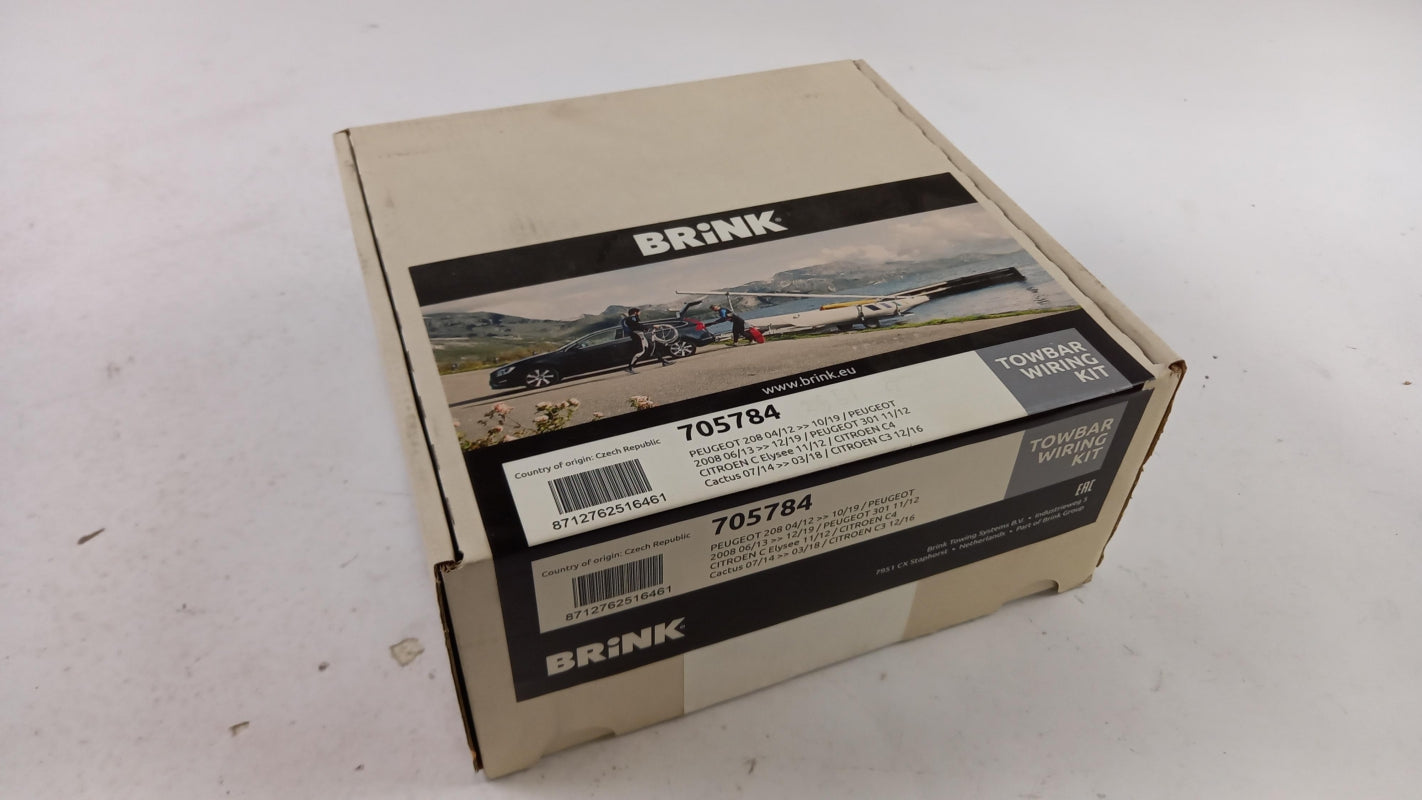 BRiNK
www.brink.eu
TOWBAR
WIRING
KIT
705784
Country of origin: Czech Republic
PEUGEOT 208 04/12 >> 10/19 / PEUGEOT
2008 06/13 >> 12/19 / PEUGEOT 301 11/12
CITROEN C Elysee 11/12 / CITROEN C4
Cactus 07/14 >> 03/18 / CITROEN C3 12/16
8712762516461
TOWBAR
WIRING
KIT
705784
Country of origin: Czech Republic
PEUGEOT 208 04/12 >> 10/19 / PEUGEOT
2008 06/13 >> 12/19 / PEUGEOT 301 11/12
CITROEN C Elysee 11/12 / CITROEN C4
Cactus 07/14 >> 03/18 / CITROEN C3 12/16
8712762516461
EAC
Brink Towing Systems B.V. • Industrieweg 5
7951 CX Staphorst • Netherlands • Part of Brink Group
BRiNK